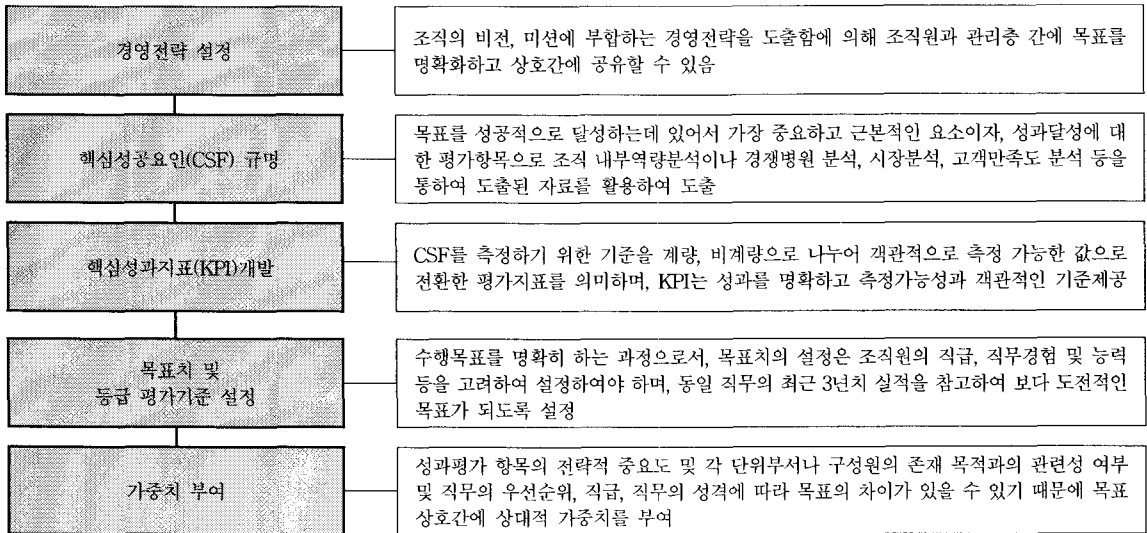 경영전략 설정
조직의 비전, 미션에 부합하는 경영전략을 도출함에 의해 조직원과 관리층 간에 목표를
명확화하고 상호간에 공유할 수 있음
핵심성공요인(CSF) 규명
목표를 성공적으로 달성하는데 있어서 가장 중요하고 근본적인 요소이자, 성과달성에 대
한 평가항목으로 조직 내부역량분석이나 경쟁병원 분석, 시장분석, 고객만족도 분석 등을
통하여 도출된 자료를 활용하여 도출
핵심성과지표(KPI)개발
CSF를 측정하기 위한 기준을 계량, 비계량으로 나누어 객관적으로 측정 가능한 값으로
전환한 평가지표를 의미하며, KPI는 성과를 명확하고 측정가능성과 객관적인 기준제공
목표치 및
등급 평가기준 설정
수행목표를 명확히 하는 과정으로서, 목표치의 설정은 조직원의 직급, 직무경험 및 능력
등을 고려하여 설정하여야 하며, 동일 직무의 최근 3년치 실적을 참고하여 보다 도전적인
목표가 되도록 설정
가중치 부여
성과평가 항목의 전략적 중요도 및 각 단위부서나 구성원의 존재 목적과의 관련성 여부
및 직무의 우선순위, 직급, 직무의 성격에 따라 목표의 차이가 있을 수 있기 때문에 목표
상호간에 상대적 가중치를 부여